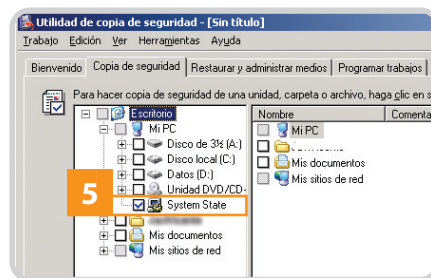 Utilidad de copia de seguridad - [Sin título]
Trabajo Edición Ver Herramientas Ayuda
Bienvenido Copia de seguridad Restaurar y administrar medios Programar trabajos
Para hacer copia de seguridad de una unidad, carpeta o archivo, haga clic en s
Escritorio
Mi PC
Disco de 3½ (A:)
Disco local (C:)
Datos (D:)
Unidad DVD/CD-
5 System State
Mis documentos
Mis sitios de red
Nombre Comenta
Mi PC
Mis documentos
Mis sitios de red